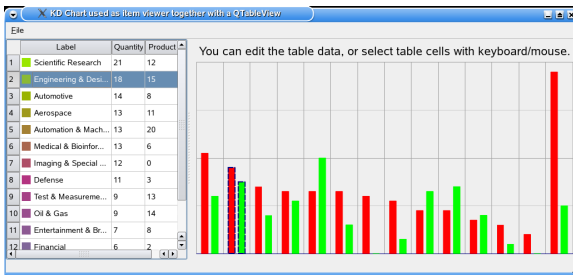 KD Chart used as item viewer together with a QTableView
File
Label Quantity Product
1 Scientific Research 21 12
2 Engineering & Desi... 18 15
3 Automotive 14 8
4 Aerospace 13 11
5 Automation & Mach... 13 20
6 Medical & Bioinfor... 13 6
7 Imaging & Special ... 12 0
8 Defense 11 3
9 Test & Measureme... 9 13
10 Oil & Gas 9 14
11 Entertainment & Br... 7 8
12 Financial 6 2
You can edit the table data, or select table cells with keyboard/mouse.